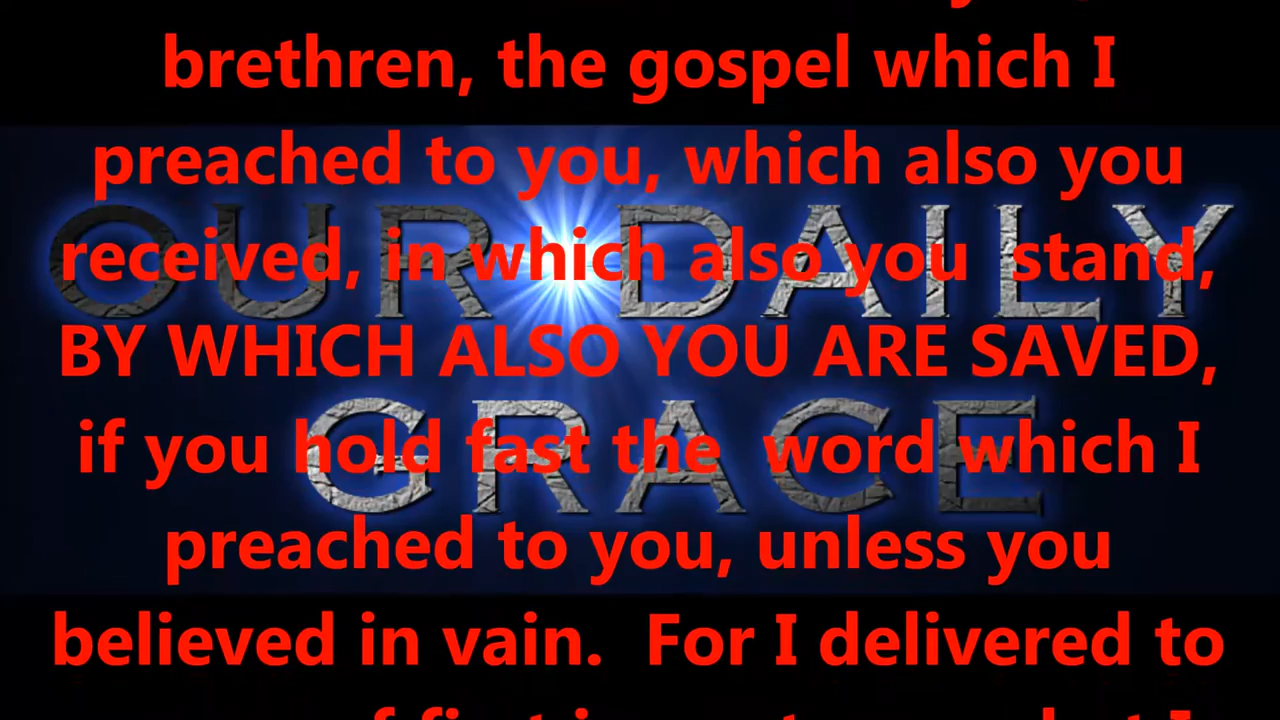 brethren, the gospel which I
preached to you, which also you
OUR DAILY
received, in which also you stand,
BY WHICH ALSO YOU ARE SAVED,
GRACE
if you hold fast the word which I
preached to you, unless you
believed in vain. For I delivered to